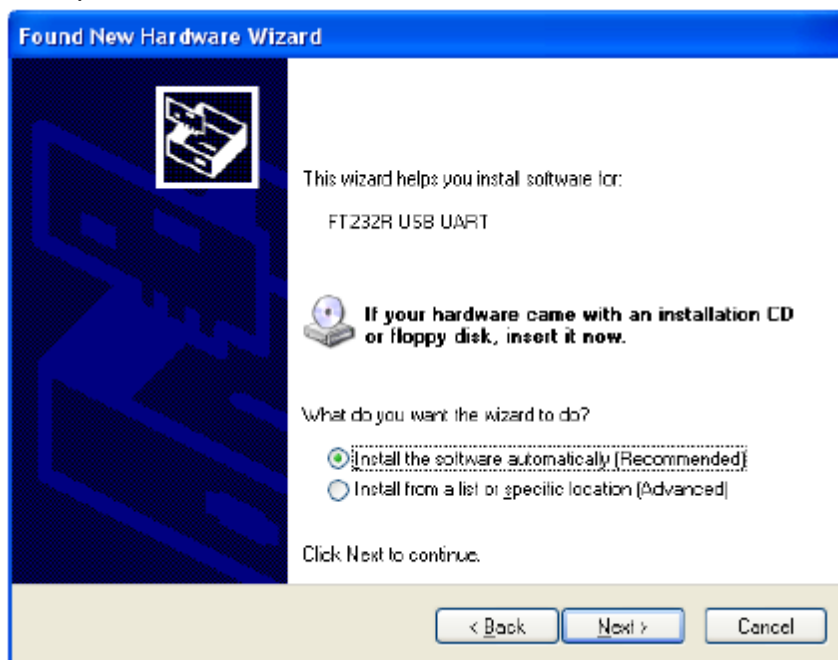 Found New Hardware Wizard
This wizard helps you install software for:
FT232R USB UART
If your hardware came with an installation CD
or floppy disk, insert it now.
What do you want the wizard to do?
Install the software automatically (Recommended)
Install from a list or specific location (Advanced)
Click Next to continue.
< Back Next > Cancel